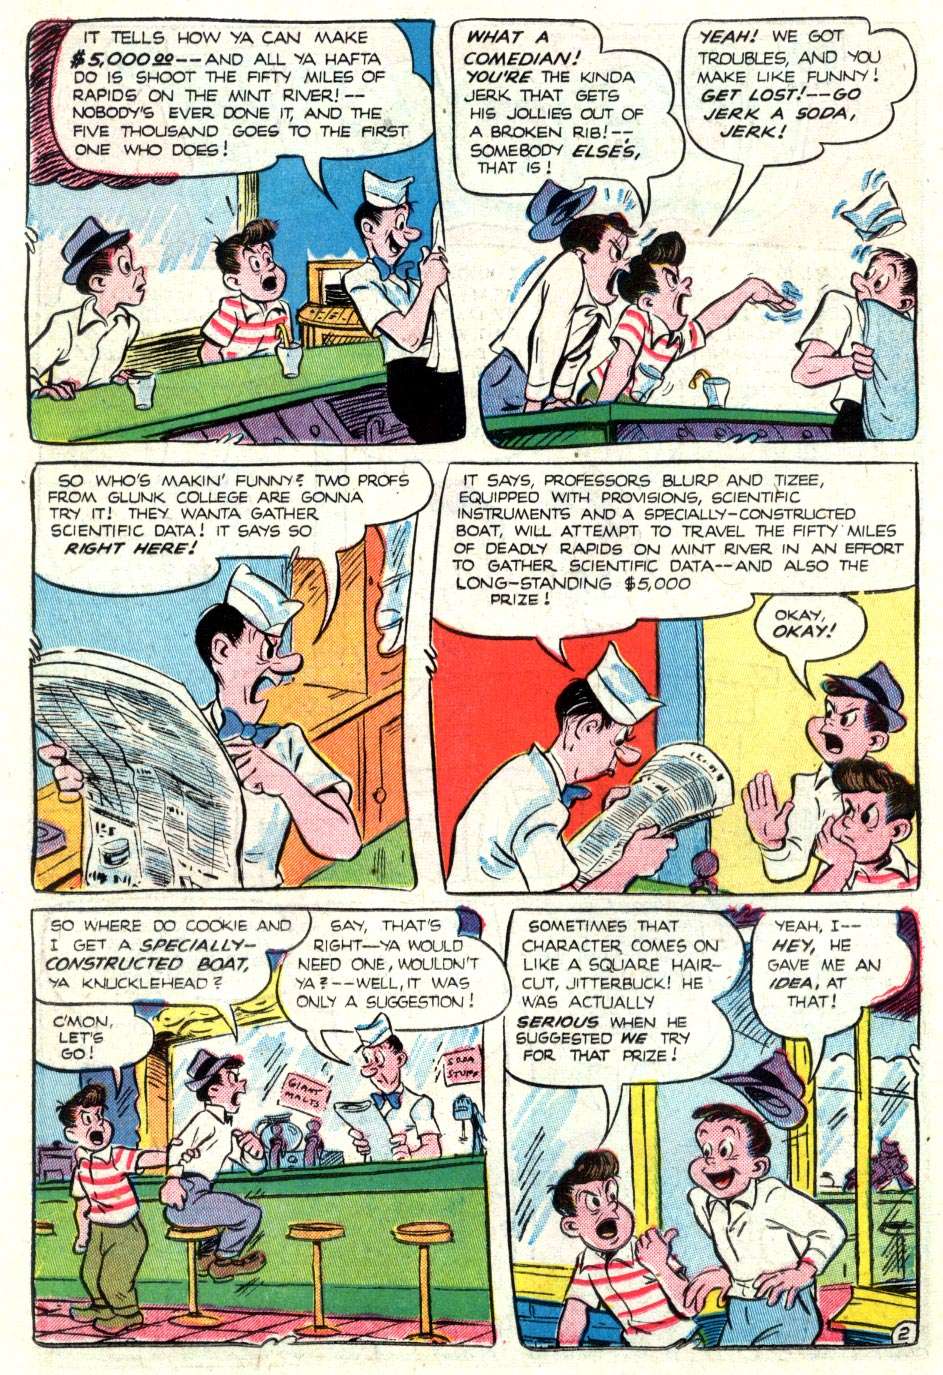 IT TELLS HOW YA CAN MAKE
$5,000.00--AND ALL YA HAFTA
DO IS SHOOT THE FIFTY MILES OF
RAPIDS ON THE MINT RIVER!--
NOBODY'S EVER DONE IT, AND THE
FIVE THOUSAND GOES TO THE FIRST
ONE WHO DOES!
WHAT A
COMEDIAN!
YOU'RE THE KINDA
JERK THAT GETS
HIS JOLLIES OUT OF
A BROKEN RIB!--
SOMEBODY ELSE'S,
THAT IS!
YEAH! WE GOT
TROUBLES, AND YOU
MAKE LIKE FUNNY!
GET LOST!--GO
JERK A SODA,
JERK!
SO WHO'S MAKIN' FUNNY? TWO PROFS
FROM GLUNK COLLEGE ARE GONNA
TRY IT! THEY WANTA GATHER
SCIENTIFIC DATA! IT SAYS SO
RIGHT HERE!
IT SAYS, PROFESSORS BLURP AND TIZEE,
EQUIPPED WITH PROVISIONS, SCIENTIFIC
INSTRUMENTS AND A SPECIALLY-CONSTRUCTED
BOAT, WILL ATTEMPT TO TRAVEL THE FIFTY MILES
OF DEADLY RAPIDS ON MINT RIVER IN AN EFFORT
TO GATHER SCIENTIFIC DATA--AND ALSO THE
LONG-STANDING $5,000
PRIZE!
OKAY,
OKAY!
SO WHERE DO COOKIE AND
I GET A SPECIALLY-
CONSTRUCTED BOAT,
YA KNUCKLEHEAD?
SAY, THAT'S
RIGHT--YA WOULD
NEED ONE, WOULDN'T
YA?--WELL, IT WAS
ONLY A SUGGESTION!
C'MON,
LET'S
GO!
GIANT
MALTS
SODA
STUFF
SOMETIMES THAT
CHARACTER COMES ON
LIKE A SQUARE HAIR-
CUT, JITTERBUCK! HE
WAS ACTUALLY
SERIOUS WHEN HE
SUGGESTED WE TRY
FOR THAT PRIZE!
YEAH, I--
HEY, HE
GAVE ME AN
IDEA, AT
THAT!
2